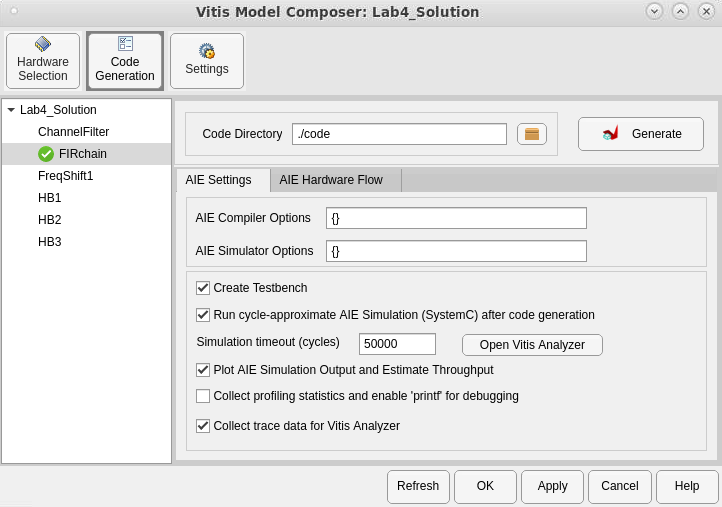 Vitis Model Composer: Lab4_Solution
Hardware
Selection
Code
Generation
Settings
Lab4_Solution
ChannelFilter
FIRchain
FreqShift1
HB1
HB2
HB3
Code Directory ./code
Generate
AIE Settings AIE Hardware Flow
AIE Compiler Options {}
AIE Simulator Options {}
Create Testbench
Run cycle-approximate AIE Simulation (SystemC) after code generation
Simulation timeout (cycles) 50000 Open Vitis Analyzer
Plot AIE Simulation Output and Estimate Throughput
Collect profiling statistics and enable 'printf' for debugging
Collect trace data for Vitis Analyzer
Refresh OK Apply Cancel Help